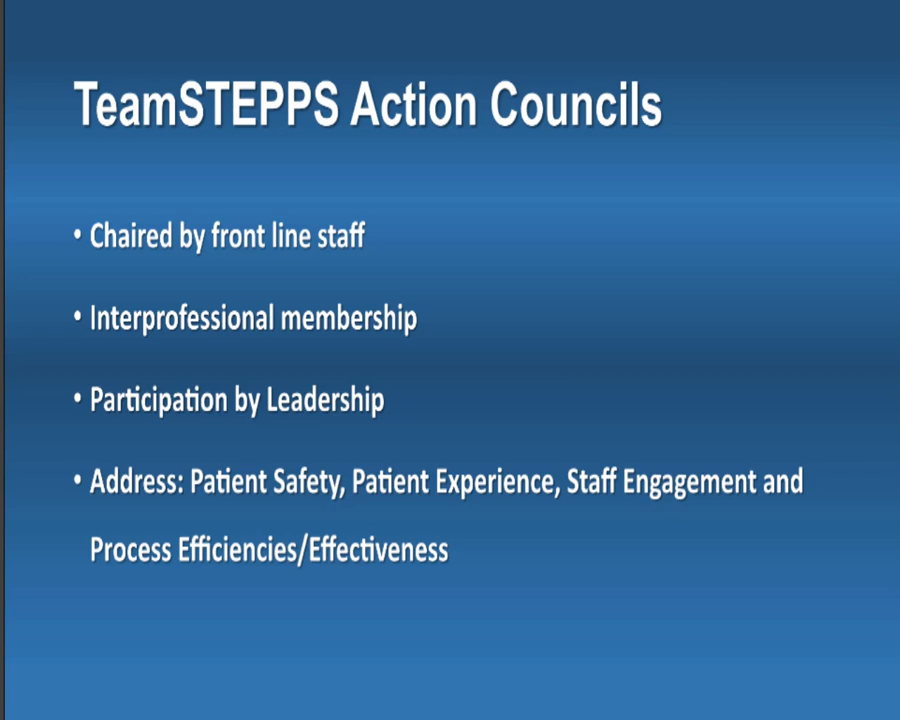 TeamSTEPPS Action Councils
• Chaired by front line staff
• Interprofessional membership
• Participation by Leadership
• Address: Patient Safety, Patient Experience, Staff Engagement and
Process Efficiencies/Effectiveness